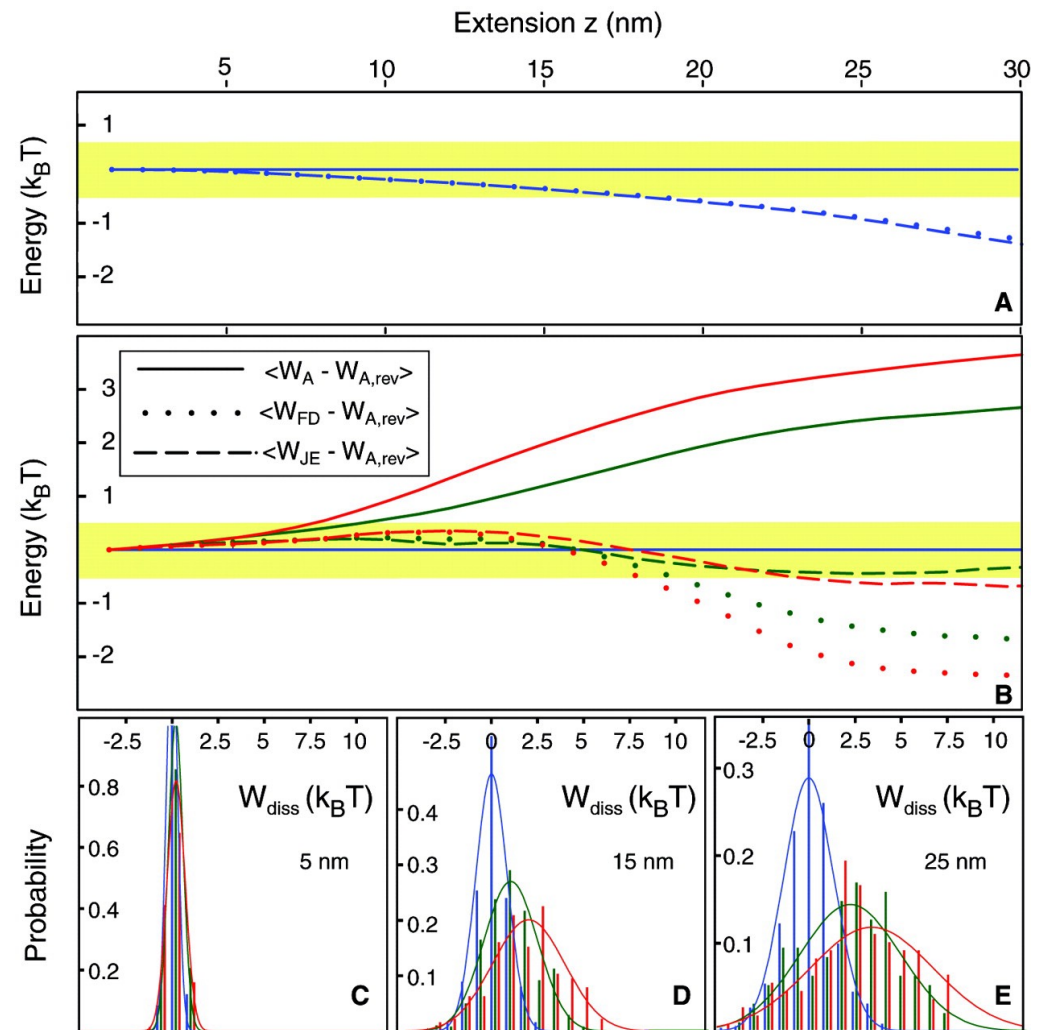 Extension z (nm)
5 10 15 20 25 30
Energy (kBT)
1
-1
-2
A
Energy (kBT)
<WA - WA,rev>
<WFD - WA,rev>
<WJE - WA,rev>
3
2
1
-1
-2
B
Probability
-2.5 2.5 5 7.5 10
Wdiss (kBT)
5 nm
0.8
0.6
0.4
0.2
C
-2.5 0 2.5 5 7.5 10
Wdiss (kBT)
15 nm
0.4
0.3
0.2
0.1
D
-2.5 0 2.5 5 7.5 10
Wdiss (kBT)
25 nm
0.3
0.2
0.1
E